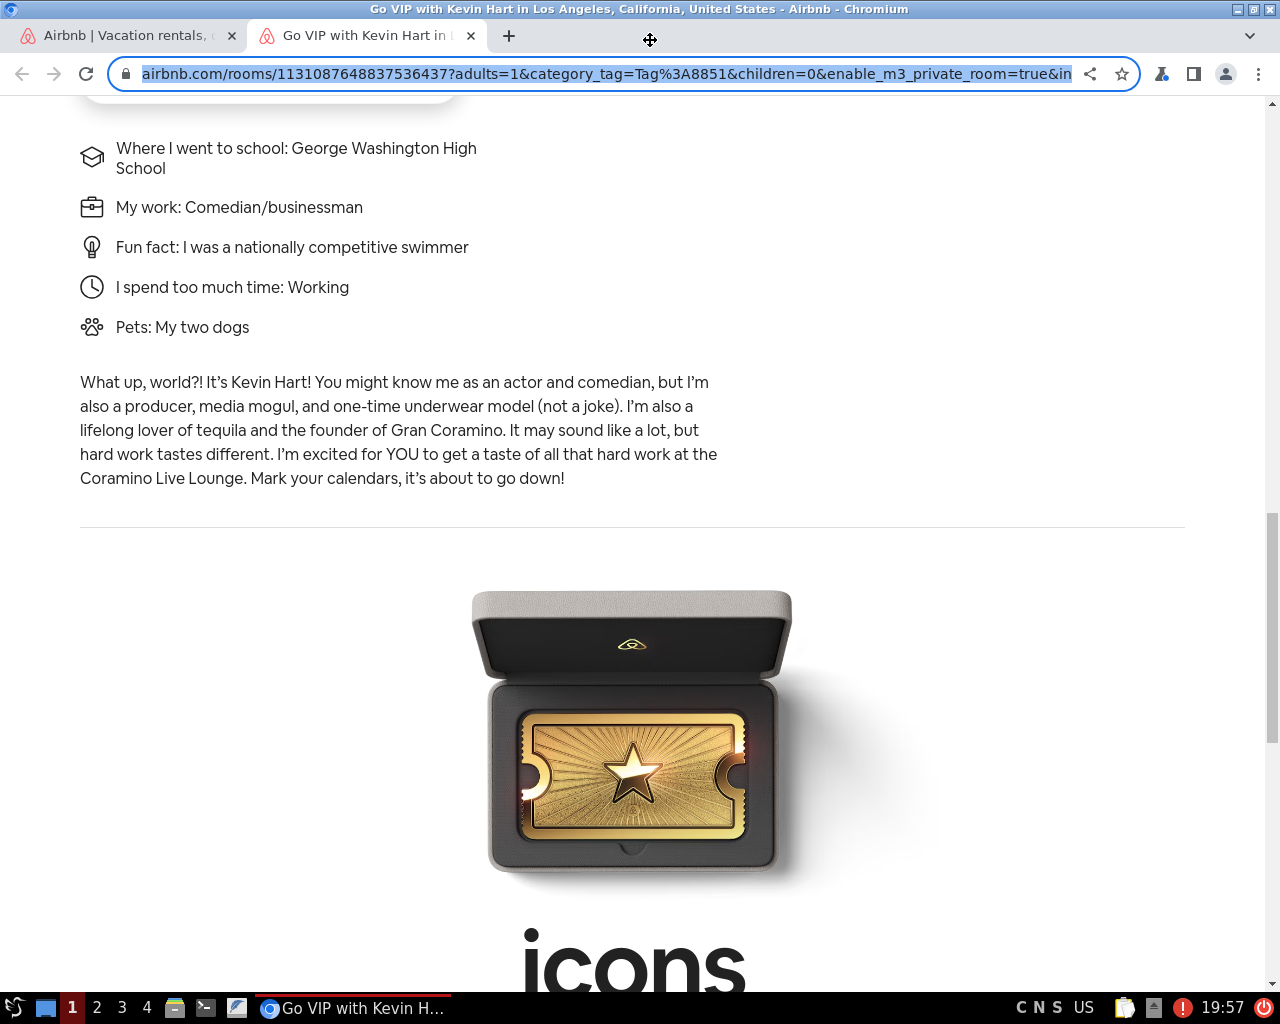 Go VIP with Kevin Hart in Los Angeles, California, United States - Airbnb - Chromium
Airbnb | Vacation rentals,
Go VIP with Kevin Hart in
airbnb.com/rooms/1131087648837536437?adults=1&category_tag=Tag%3A8851&children=0&enable_m3_private_room=true&in
Where I went to school: George Washington High
School
My work: Comedian/businessman
Fun fact: I was a nationally competitive swimmer
I spend too much time: Working
Pets: My two dogs
What up, world?! It’s Kevin Hart! You might know me as an actor and comedian, but I’m
also a producer, media mogul, and one-time underwear model (not a joke). I’m also a
lifelong lover of tequila and the founder of Gran Coramino. It may sound like a lot, but
hard work tastes different. I’m excited for YOU to get a taste of all that hard work at the
Coramino Live Lounge. Mark your calendars, it’s about to go down!
icons
1 2 3 4 Go VIP with Kevin H... C N S US 19:57